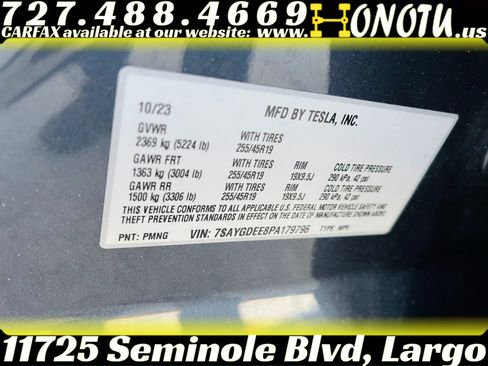 727.488.4669 HONOTU.us
CARFAX available at our website: www.
10/23 MFD BY TESLA, INC.
GVWR
2369 kg (5224 lb) WITH TIRES 255/45R19
GAWR FRT WITH TIRES RIM COLD TIRE PRESSURE
1363 kg (3004 lb) 255/45R19 19X9.5J 290 kPa, 42 psi
GAWR RR WITH TIRES RIM COLD TIRE PRESSURE
1500 kg (3306 lb) 255/45R19 19X9.5J 290 kPa, 42 psi
THIS VEHICLE CONFORMS TO ALL APPLICABLE U.S. FEDERAL MOTOR VEHICLE
SAFETY AND THEFT PREVENTION STANDARDS IN EFFECT ON THE DATE OF MANUFACTURE SHOWN ABOVE.
PNT: PMNG VIN: 7SAYGDEE8PA179796 TYPE: MPV
11725 Seminole Blvd, Largo